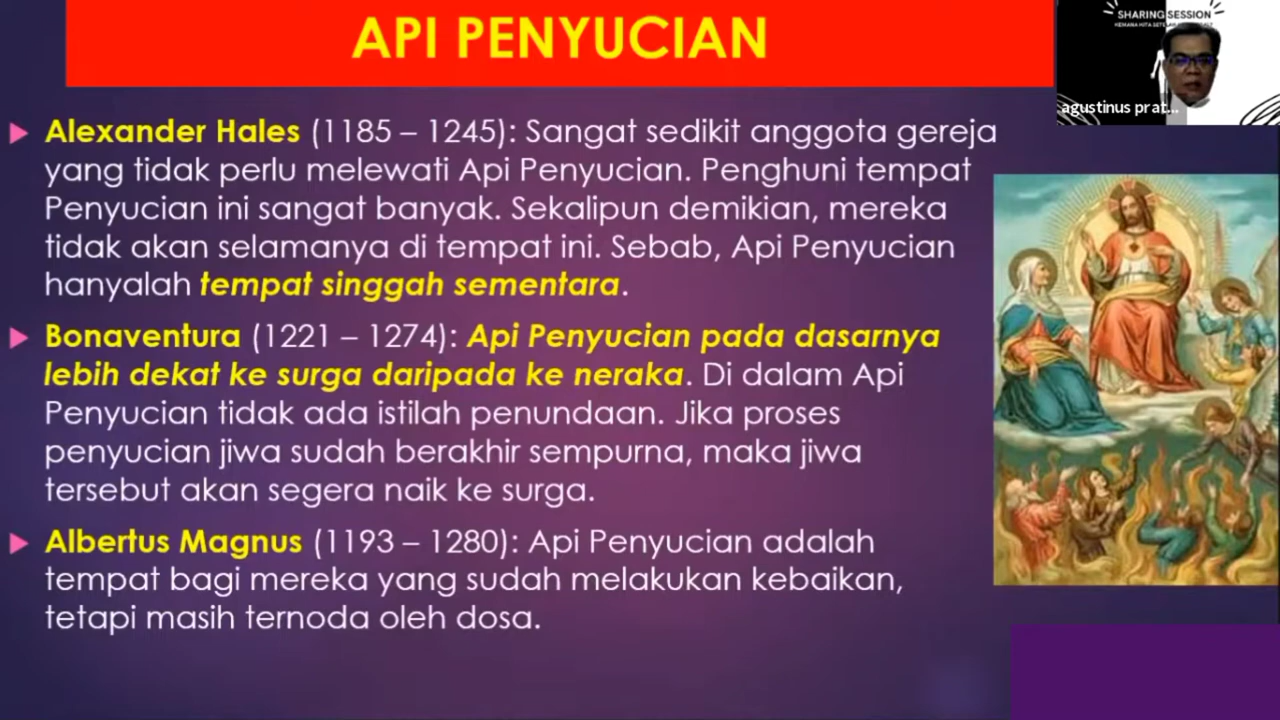 API PENYUCIAN
SHARING SESSION
agustinus prat...
Alexander Hales (1185 – 1245): Sangat sedikit anggota gereja
yang tidak perlu melewati Api Penyucian. Penghuni tempat
Penyucian ini sangat banyak. Sekalipun demikian, mereka
tidak akan selamanya di tempat ini. Sebab, Api Penyucian
hanyalah tempat singgah sementara.
Bonaventura (1221 – 1274): Api Penyucian pada dasarnya
lebih dekat ke surga daripada ke neraka. Di dalam Api
Penyucian tidak ada istilah penundaan. Jika proses
penyucian jiwa sudah berakhir sempurna, maka jiwa
tersebut akan segera naik ke surga.
Albertus Magnus (1193 – 1280): Api Penyucian adalah
tempat bagi mereka yang sudah melakukan kebaikan,
tetapi masih ternoda oleh dosa.